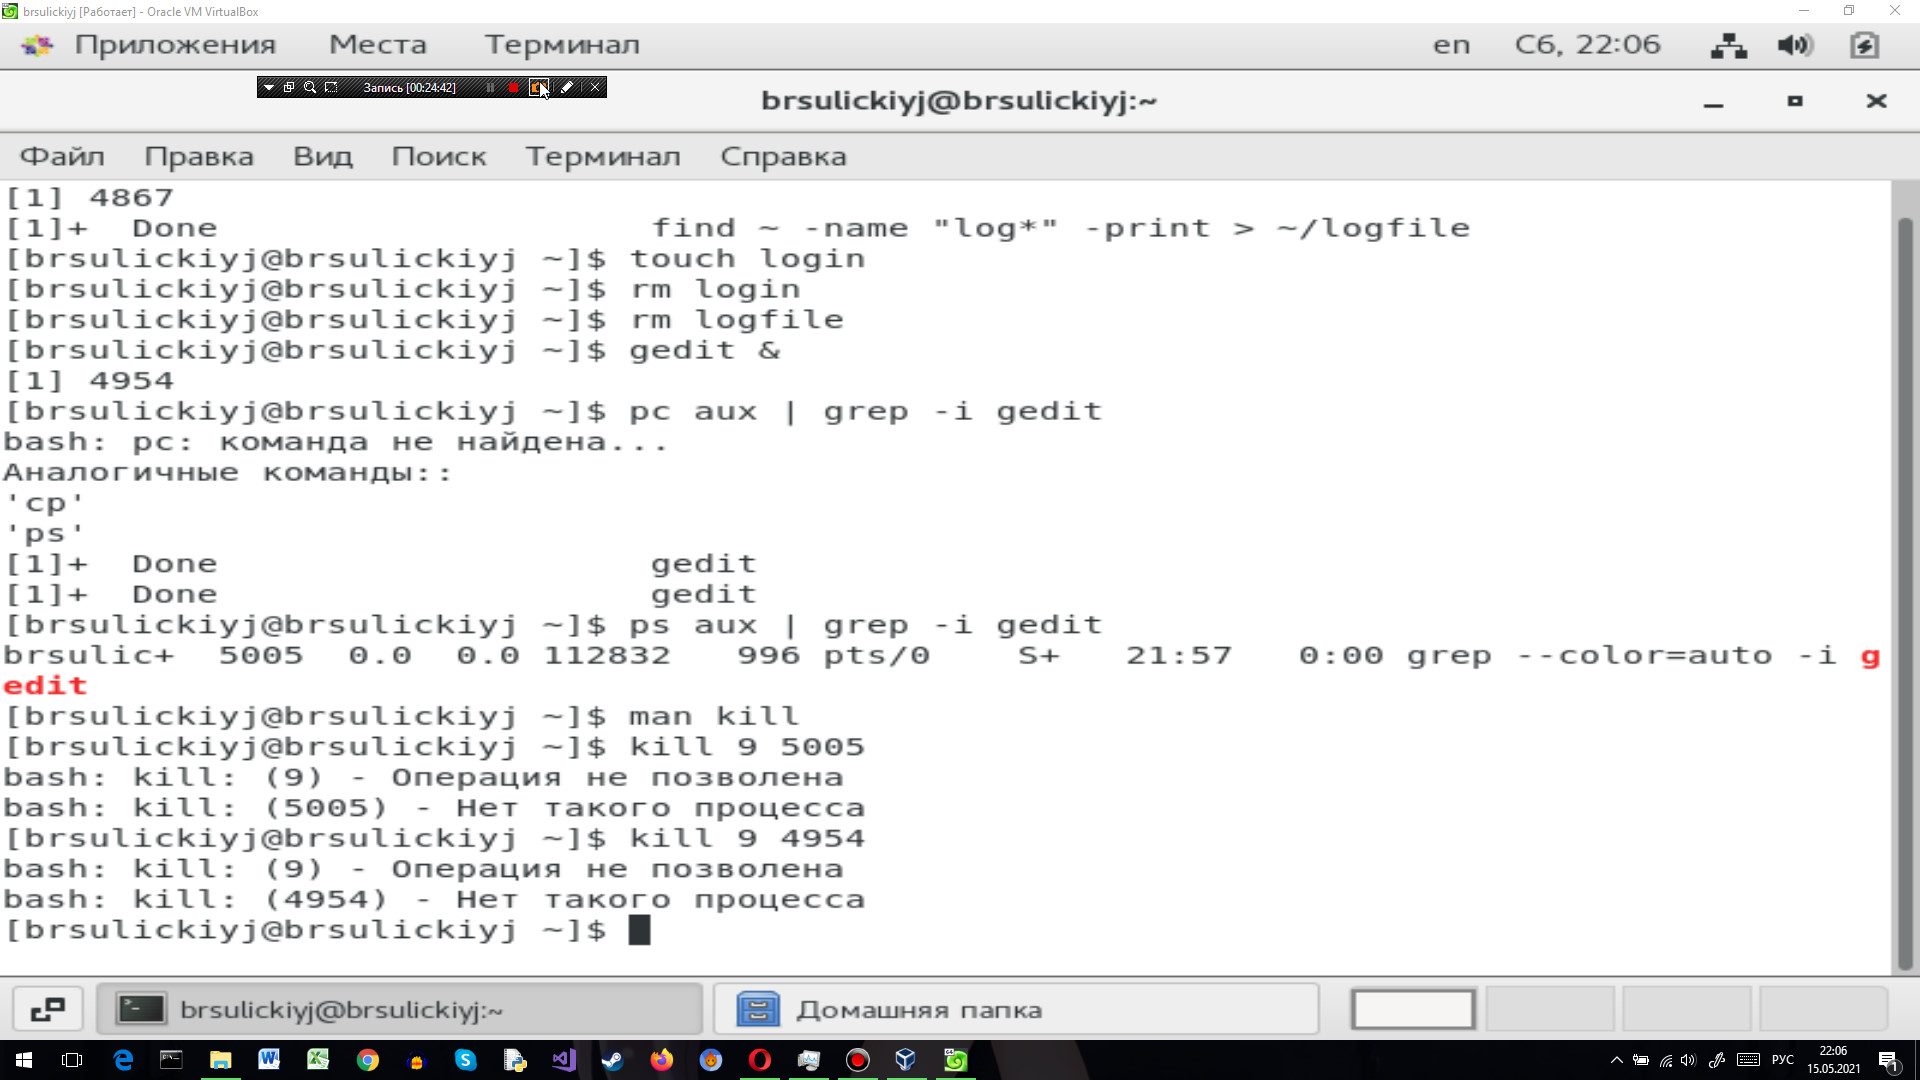 brsulickiyj [Работает] - Oracle VM VirtualBox
Приложения Места Терминал en Сб, 22:06
Запись [00:24:42]
brsulickiyj@brsulickiyj:~
Файл Правка Вид Поиск Терминал Справка
[1] 4867
[1]+  Done                    find ~ -name "log*" -print > ~/logfile
[brsulickiyj@brsulickiyj ~]$ touch login
[brsulickiyj@brsulickiyj ~]$ rm login
[brsulickiyj@brsulickiyj ~]$ rm logfile
[brsulickiyj@brsulickiyj ~]$ gedit &
[1] 4954
[brsulickiyj@brsulickiyj ~]$ pc aux | grep -i gedit
bash: pc: команда не найдена...
Аналогичные команды::
'cp'
'ps'
[1]+  Done                    gedit
[1]+  Done                    gedit
[brsulickiyj@brsulickiyj ~]$ ps aux | grep -i gedit
brsulic+  5005  0.0  0.0 112832   996 pts/0    S+   21:57   0:00 grep --color=auto -i g
edit
[brsulickiyj@brsulickiyj ~]$ man kill
[brsulickiyj@brsulickiyj ~]$ kill 9 5005
bash: kill: (9) - Операция не позволена
bash: kill: (5005) - Нет такого процесса
[brsulickiyj@brsulickiyj ~]$ kill 9 4954
bash: kill: (9) - Операция не позволена
bash: kill: (4954) - Нет такого процесса
[brsulickiyj@brsulickiyj ~]$
brsulickiyj@brsulickiyj:~ Домашняя папка
РУС 22:06
15.05.2021 1